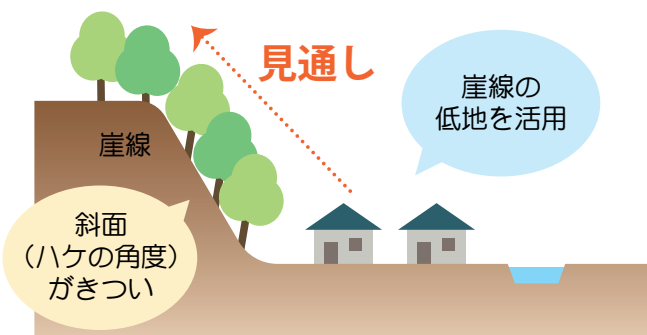 見通し
崖線の
低地を活用
崖線
斜面
（ハケの角度）
がきつい